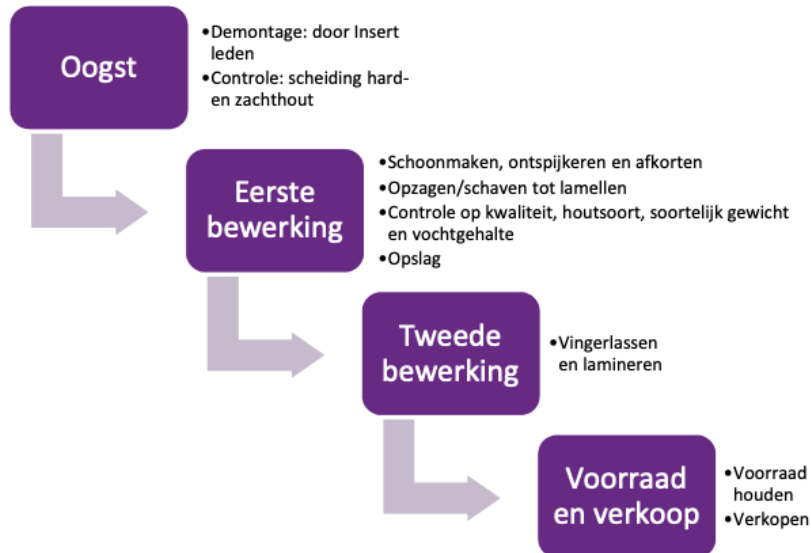 Oogst
•Demontage: door Insert
leden
•Controle: scheiding hard-
en zachthout
Eerste
bewerking
•Schoonmaken, ontspijkeren en afkorten
•Opzagen/schaven tot lamellen
•Controle op kwaliteit, houtsoort, soortelijk gewicht
en vochtgehalte
•Opslag
Tweede
bewerking
•Vingerlassen
en lamineren
Voorraad
en verkoop
•Voorraad
houden
•Verkopen